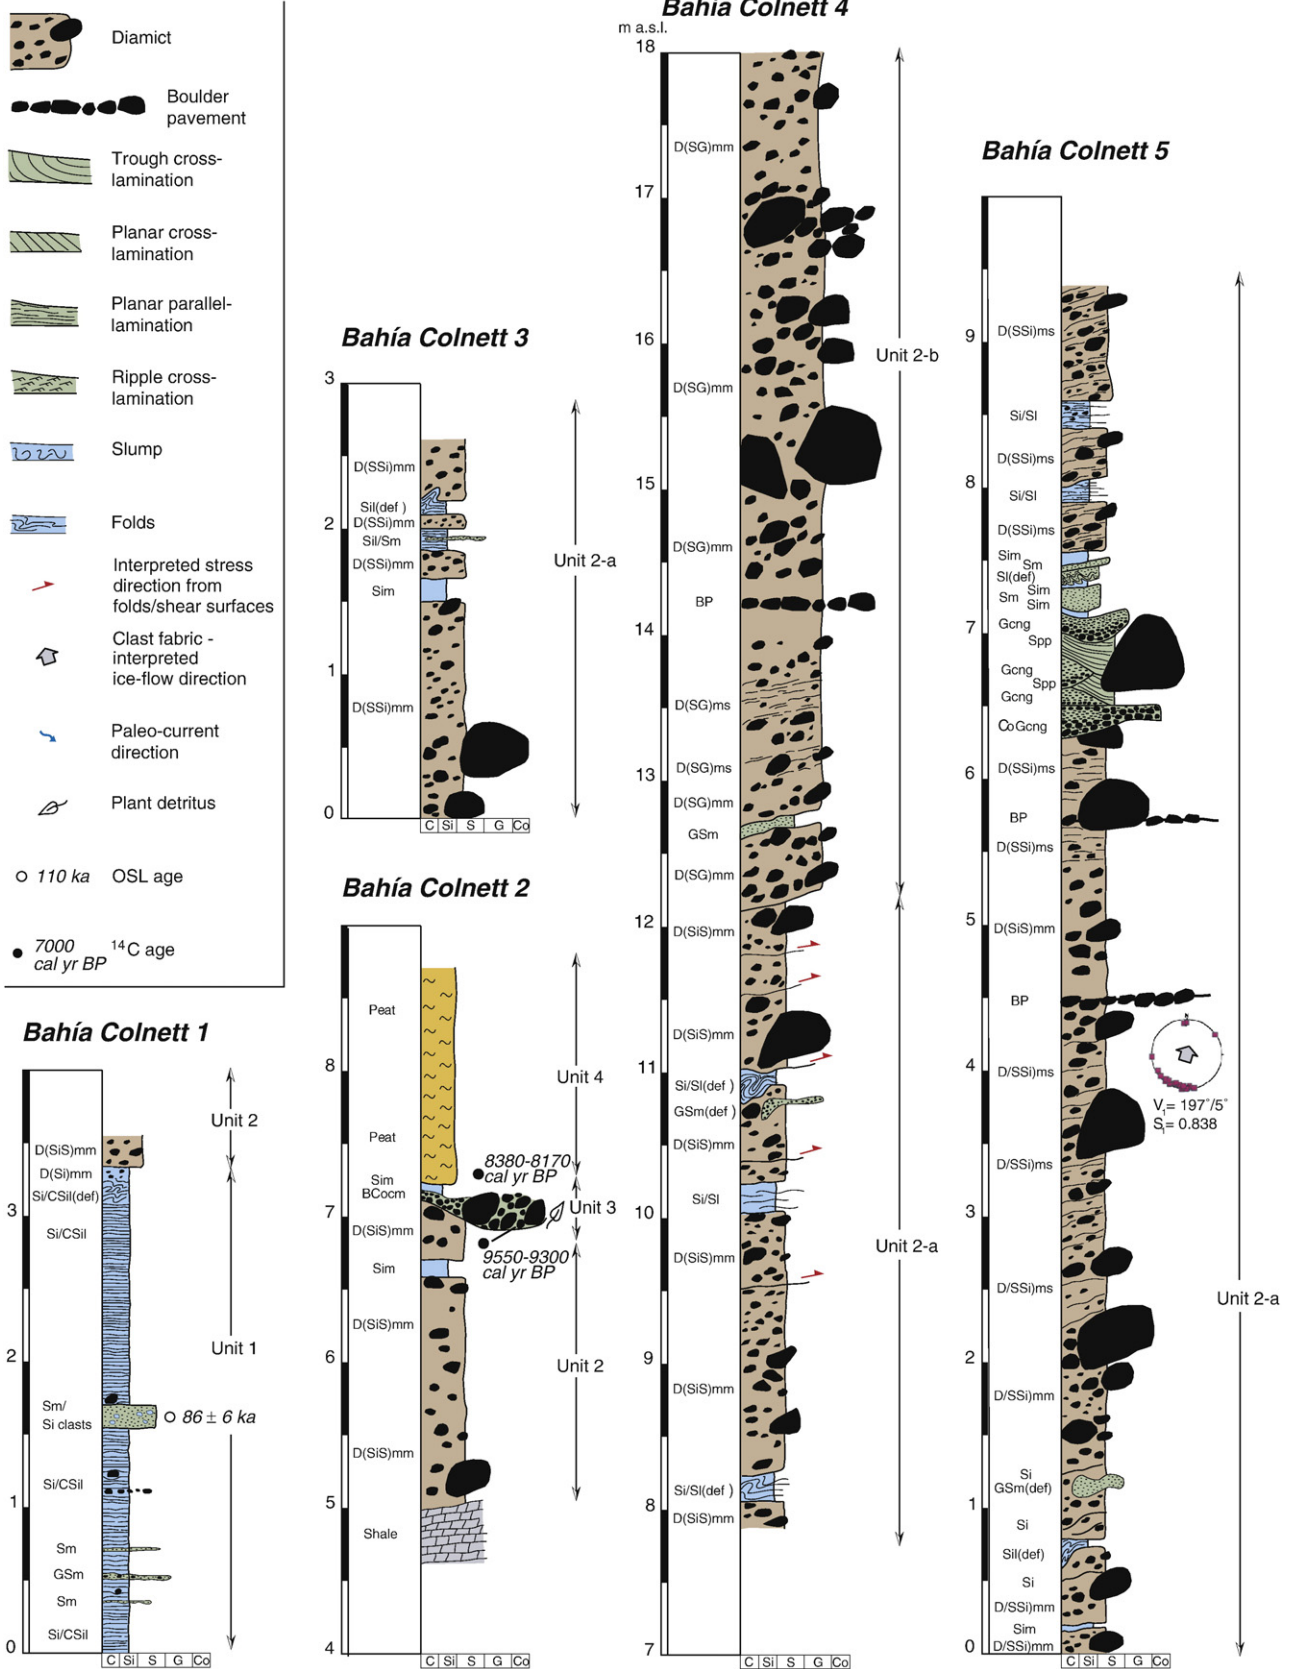 Diamict
Boulder
pavement
Trough cross-
lamination
Planar cross-
lamination
Planar parallel-
lamination
Ripple cross-
lamination
Slump
Folds
Interpreted stress
direction from
folds/shear surfaces
Clast fabric -
interpreted
ice-flow direction
Paleo-current
direction
Plant detritus
110 ka OSL age
7000
cal yr BP
14C age
Bahía Colnett 1
Unit 2
D(SiS)mm
D(Si)mm
Si/CSil(def)
3
Si/CSil
2
Unit 1
Sm/
Si clasts
86 ± 6 ka
Si/CSil
1
Sm
GSm
Sm
Si/CSil
0
C Si S G Co
Bahía Colnett 3
3
D(SSi)mm
Sil(def )
2
D(SSi)mm
Sil/Sm
D(SSi)mm
Unit 2-a
Sim
1
D(SSi)mm
0
C Si S G Co
Bahía Colnett 2
Peat
8
Unit 4
Peat
8380-8170
cal yr BP
Sim
BCocm
7
Unit 3
D(SiS)mm
9550-9300
cal yr BP
Sim
D(SiS)mm
6
Unit 2
D(SiS)mm
5
Shale
4
C Si S G Co
Bahía Colnett 4
m a.s.l.
18
D(SG)mm
17
16
Unit 2-b
D(SG)mm
15
D(SG)mm
BP
14
D(SG)ms
D(SG)ms
13
D(SG)mm
GSm
D(SG)mm
12
D(SiS)mm
D(SiS)mm
11
Si/Sl(def )
GSm(def )
D(SiS)mm
Si/Sl
10
Unit 2-a
D(SiS)mm
9
D(SiS)mm
Si/Sl(def )
8
D(SiS)mm
7
C Si S G Co
Bahía Colnett 5
9
D(SSi)ms
Si/Sl
D(SSi)ms
8
Si/Sl
D(SSi)ms
Sim
Sm
Sl(def)
Sim
Sm
Sim
7
Gcng
Spp
Gcng
Spp
Gcng
CoGcng
D(SSi)ms
6
BP
D(SSi)ms
5
D(SiS)mm
BP
4
D(SSi)ms
V1= 197°/5°
S1= 0.838
D/SSi)ms
3
D/SSi)ms
Unit 2-a
2
D/SSi)mm
Si
GSm(def)
1
Si
Sil(def)
Si
D/SSi)mm
Sim
0
D/SSi)mm
C Si S G Co